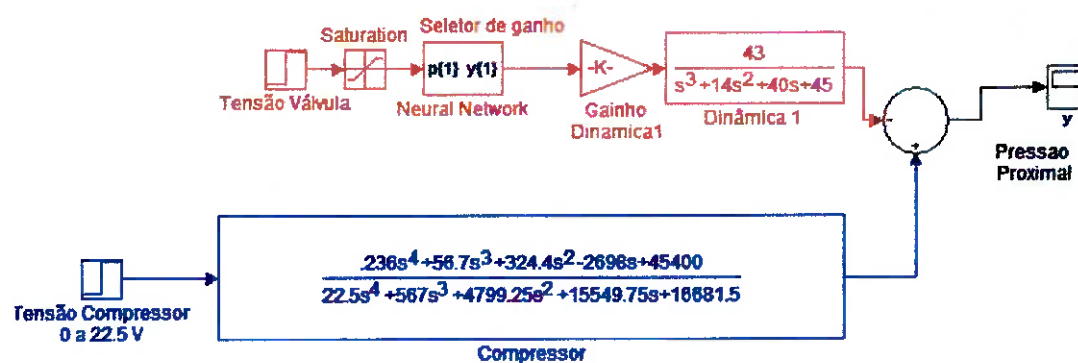 Seletor de ganho
Saturation
p{1} y{1}
-K-
43
s³+14s²+40s+45
Tensão Válvula
Neural Network
Gainho
Dinamica1
Dinâmica 1
-
+
y
Pressao
Proximal
.236s⁴+56.7s³+324.4s²-2698s+45400
22.5s⁴+567s³+4799.25s²+15549.75s+16681.5
Tensão Compressor
0 a 22.5 V
Compressor